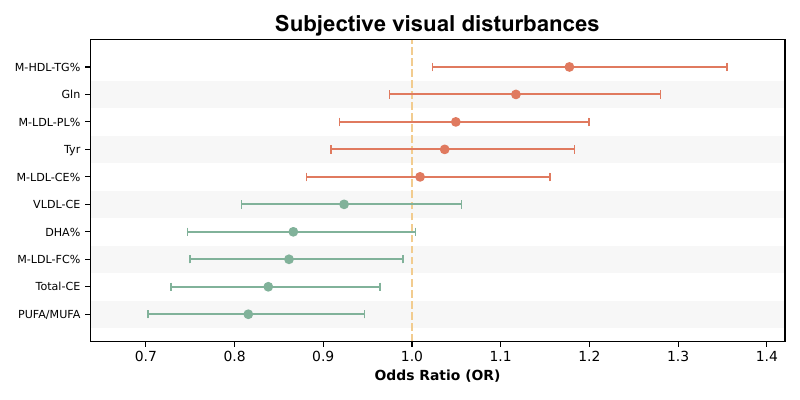 Subjective visual disturbances
M-HDL-TG%
Gln
M-LDL-PL%
Tyr
M-LDL-CE%
VLDL-CE
DHA%
M-LDL-FC%
Total-CE
PUFA/MUFA
0.7 0.8 0.9 1.0 1.1 1.2 1.3 1.4
Odds Ratio (OR)